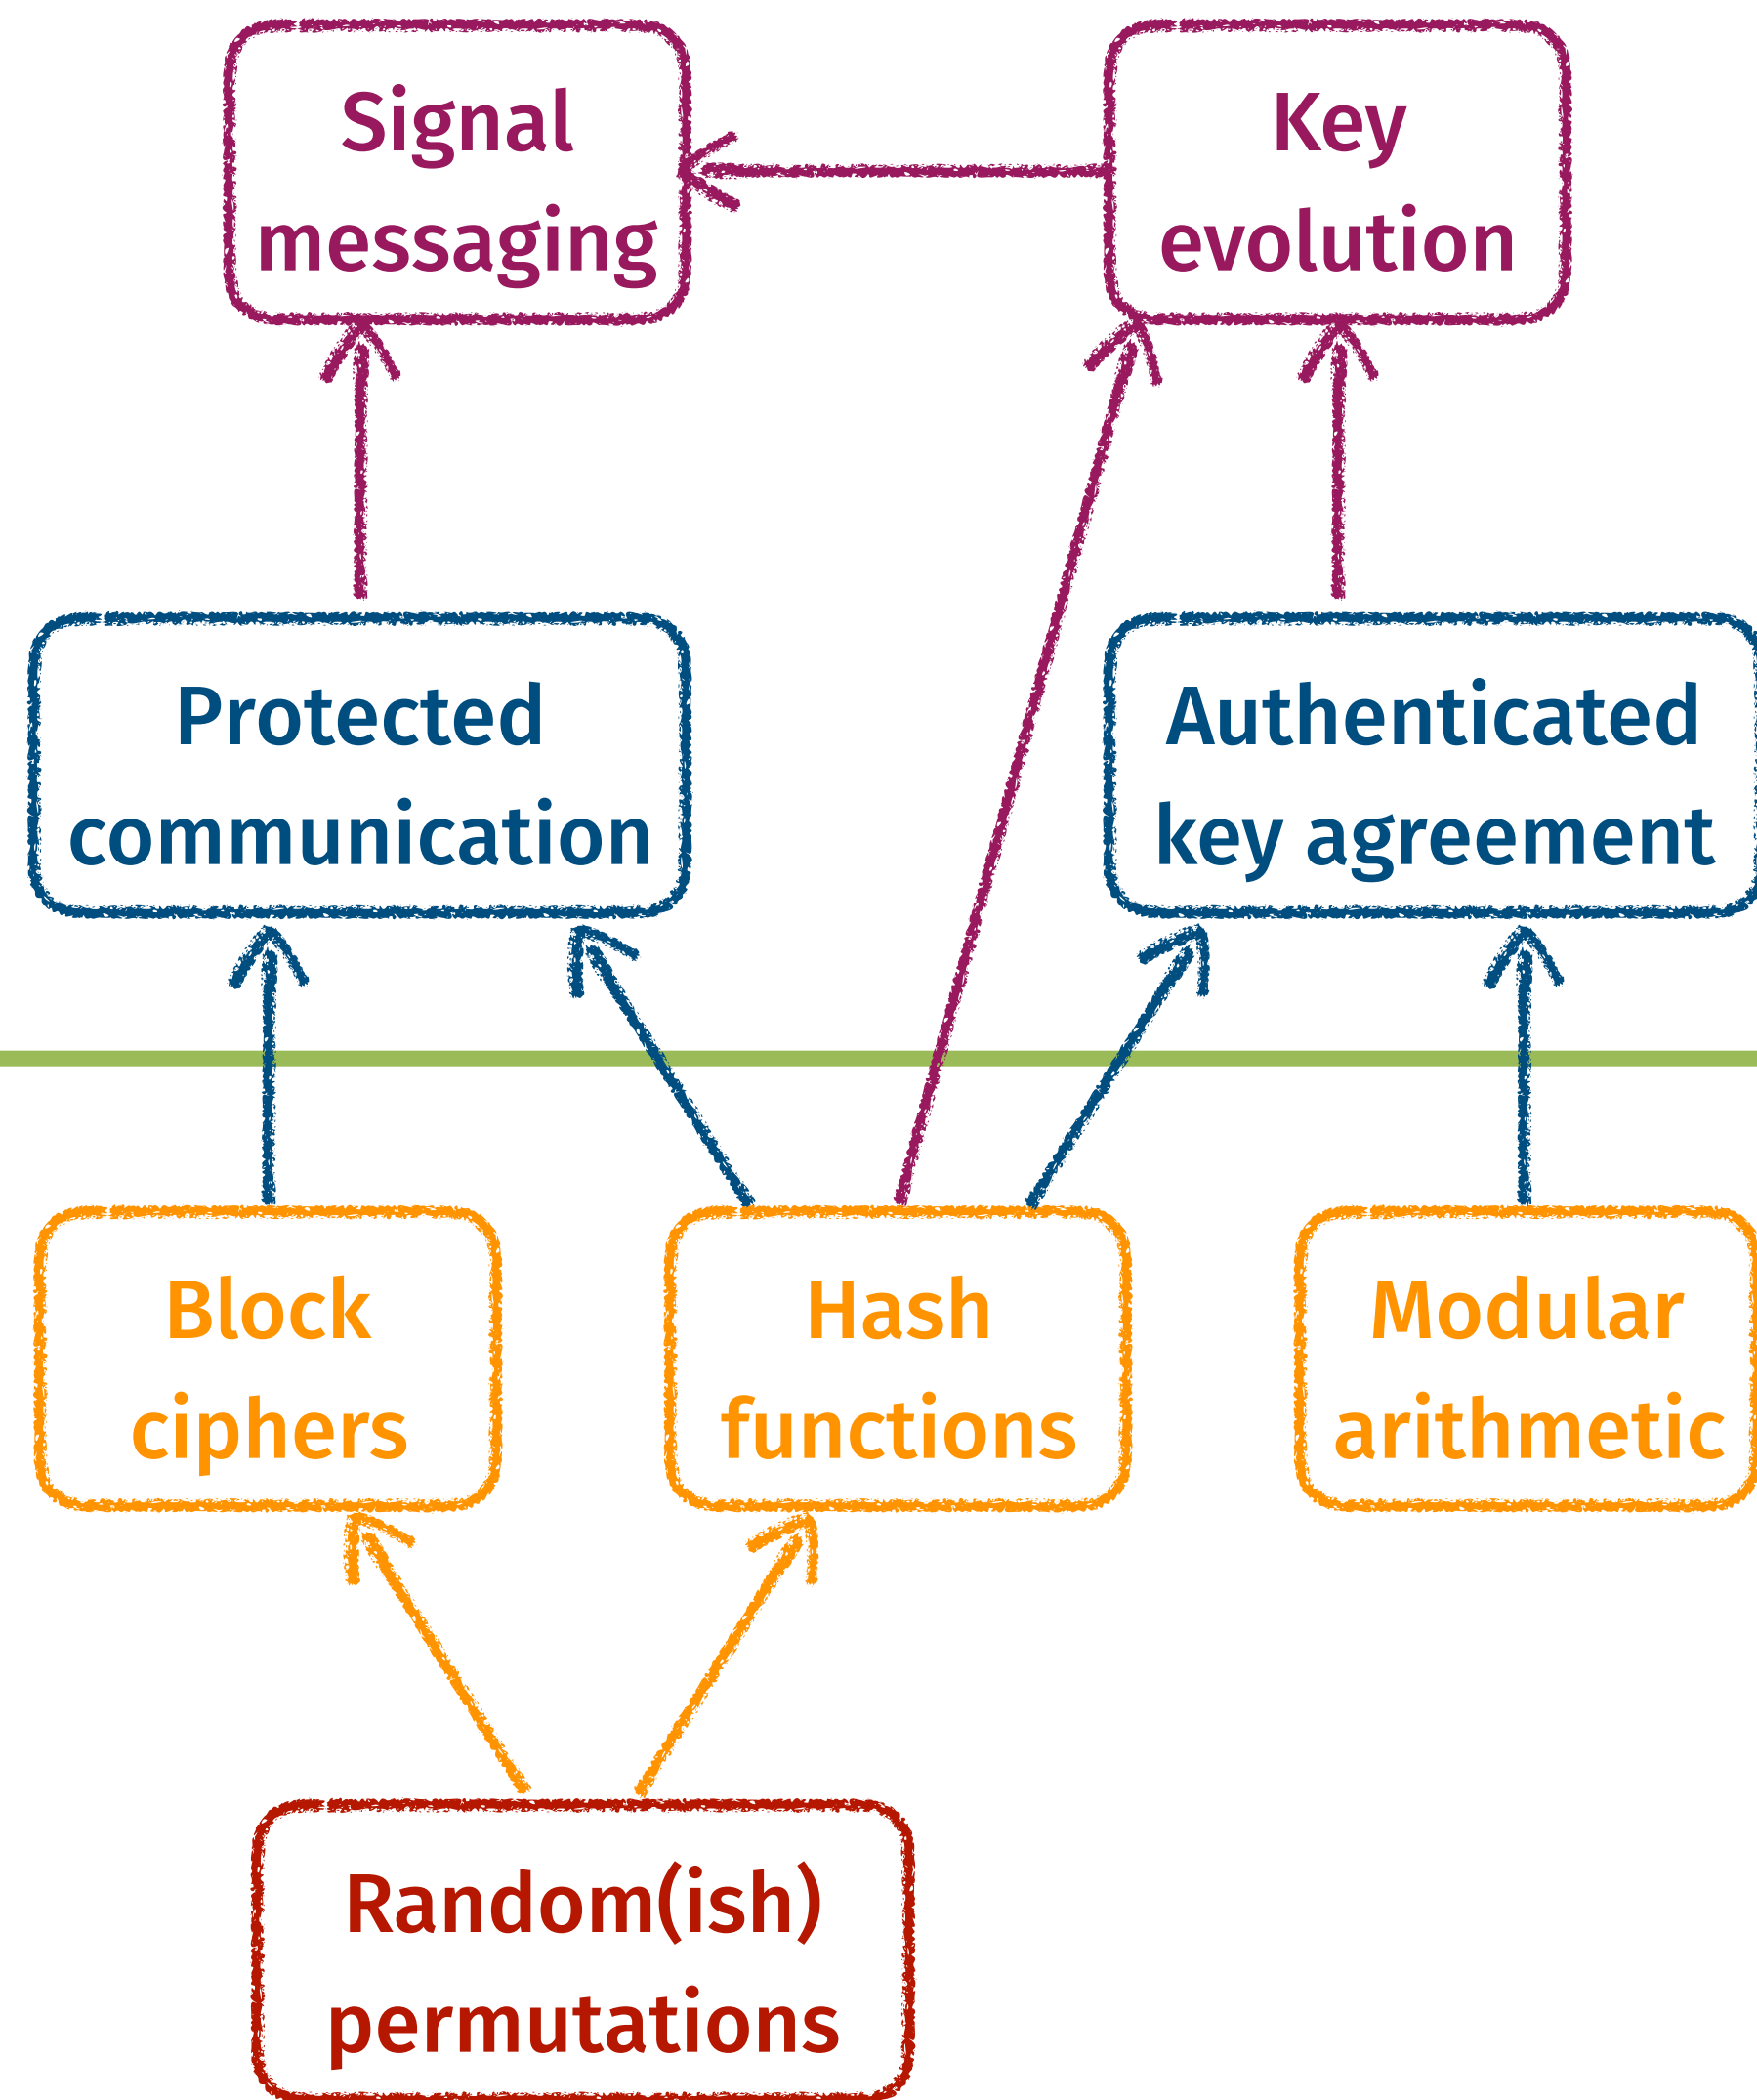 Signal
messaging
Key
evolution
Protected
communication
Authenticated
key agreement
Block
ciphers
Hash
functions
Modular
arithmetic
Random(ish)
permutations